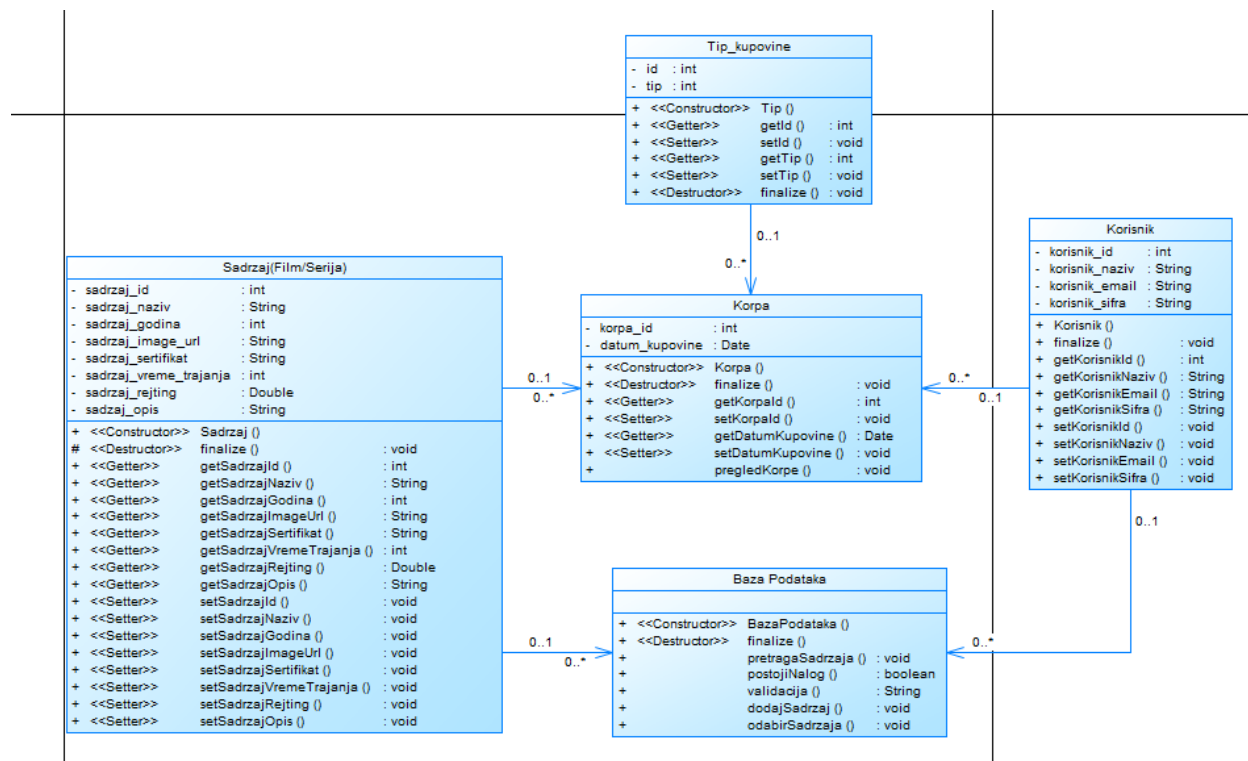 Tip_kupovine
- id : int
- tip : int
+ <<Constructor>> Tip ()
+ <<Getter>> getId () : int
+ <<Setter>> setId () : void
+ <<Getter>> getTip () : int
+ <<Setter>> setTip () : void
+ <<Destructor>> finalize () : void
0..1
0..*
Sadrzaj(Film/Serija)
- sadrzaj_id : int
- sadrzaj_naziv : String
- sadrzaj_godina : int
- sadrzaj_image_url : String
- sadrzaj_sertifikat : String
- sadrzaj_vreme_trajanja : int
- sadrzaj_rejting : Double
- sadzaj_opis : String
+ <<Constructor>> Sadrzaj ()
# <<Destructor>> finalize () : void
+ <<Getter>> getSadrzajId () : int
+ <<Getter>> getSadrzajNaziv () : String
+ <<Getter>> getSadrzajGodina () : int
+ <<Getter>> getSadrzajImageUrl () : String
+ <<Getter>> getSadrzajSertifikat () : String
+ <<Getter>> getSadrzajVremeTrajanja () : int
+ <<Getter>> getSadrzajRejting () : Double
+ <<Getter>> getSadrzajOpis () : String
+ <<Setter>> setSadrzajId () : void
+ <<Setter>> setSadrzajNaziv () : void
+ <<Setter>> setSadrzajGodina () : void
+ <<Setter>> setSadrzajImageUrl () : void
+ <<Setter>> setSadrzajSertifikat () : void
+ <<Setter>> setSadrzajVremeTrajanja () : void
+ <<Setter>> setSadrzajRejting () : void
+ <<Setter>> setSadrzajOpis () : void
0..1
0..*
Korpa
- korpa_id : int
- datum_kupovine : Date
+ <<Constructor>> Korpa ()
+ <<Destructor>> finalize () : void
+ <<Getter>> getKorpaId () : int
+ <<Setter>> setKorpaId () : void
+ <<Getter>> getDatumKupovine () : Date
+ <<Setter>> setDatumKupovine () : void
+ pregledKorpe () : void
0..*
0..1
Korisnik
- korisnik_id : int
- korisnik_naziv : String
- korisnik_email : String
- korisnik_sifra : String
+ Korisnik ()
+ finalize () : void
+ getKorisnikId () : int
+ getKorisnikNaziv () : String
+ getKorisnikEmail () : String
+ getKorisnikSifra () : String
+ setKorisnikId () : void
+ setKorisnikNaziv () : void
+ setKorisnikEmail () : void
+ setKorisnikSifra () : void
0..1
0..*
0..1
0..*
Baza Podataka
+ <<Constructor>> BazaPodataka ()
+ <<Destructor>> finalize ()
+ pretragaSadrzaja () : void
+ postojiNalog () : boolean
+ validacija () : String
+ dodajSadrzaj () : void
+ odabirSadrzaja () : void